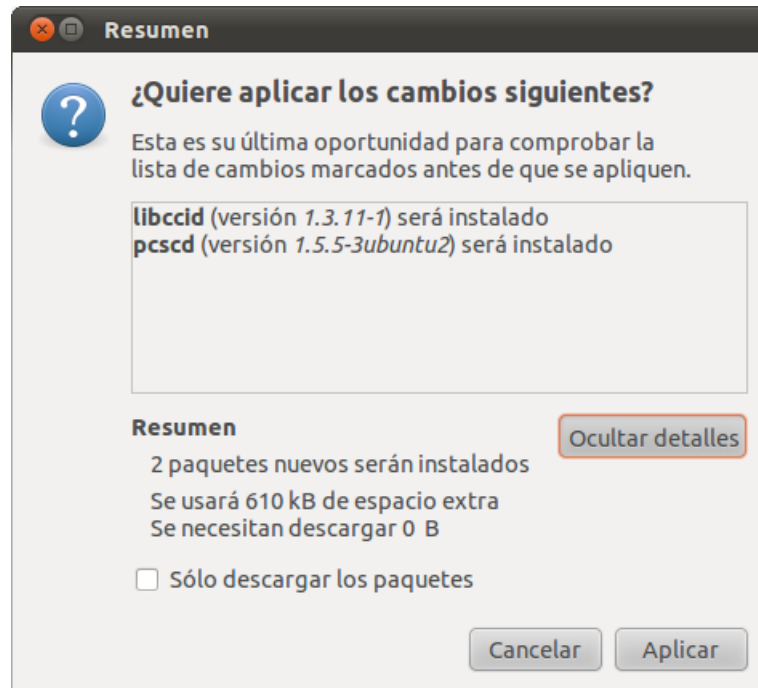 Resumen
¿Quiere aplicar los cambios siguientes?
Esta es su última oportunidad para comprobar la
lista de cambios marcados antes de que se apliquen.
libccid (versión 1.3.11-1) será instalado
pcscd (versión 1.5.5-3ubuntu2) será instalado
Resumen
Ocultar detalles
2 paquetes nuevos serán instalados
Se usará 610 kB de espacio extra
Se necesitan descargar 0 B
Sólo descargar los paquetes
Cancelar
Aplicar